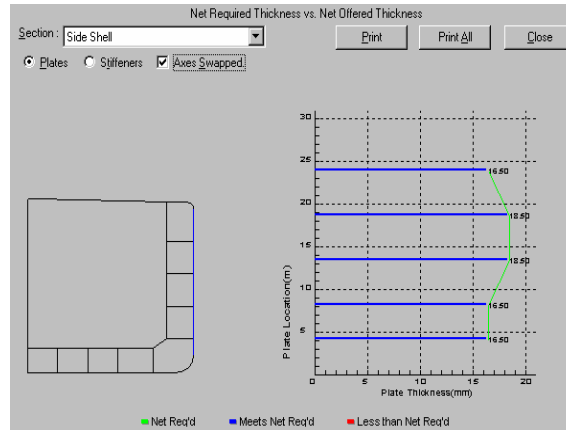 Net Required Thickness vs. Net Offered Thickness
Section : Side Shell Print Print All Close
Plates Stiffeners Axes Swapped.
30
25
20
15
10
5
16.50
18.50
18.50
16.50
16.50
Plate Location(m)
0 5 10 15 20
Plate Thickness(mm)
Net Req'd Meets Net Req'd Less than Net Req'd